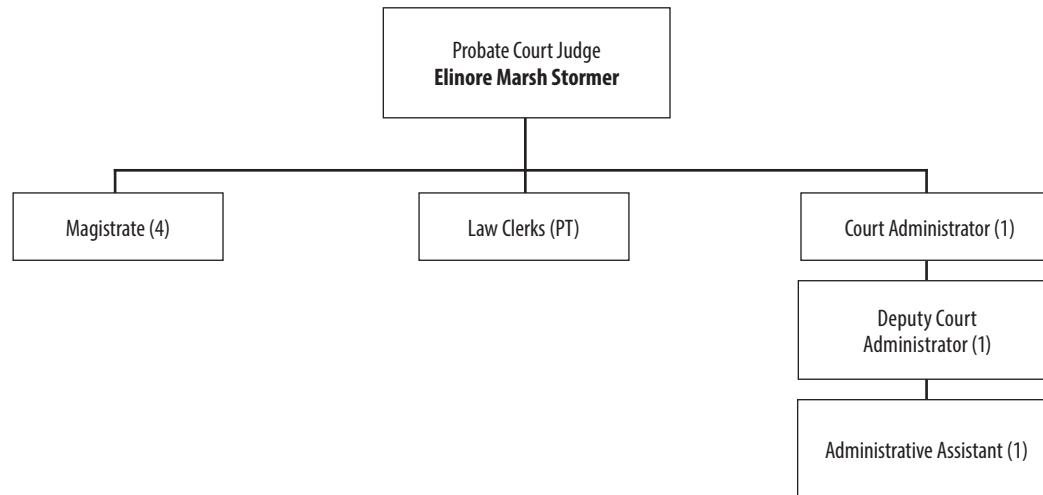 Probate Court Judge
Elinore Marsh Stormer
Magistrate (4)
Law Clerks (PT)
Court Administrator (1)
Deputy Court
Administrator (1)
Administrative Assistant (1)